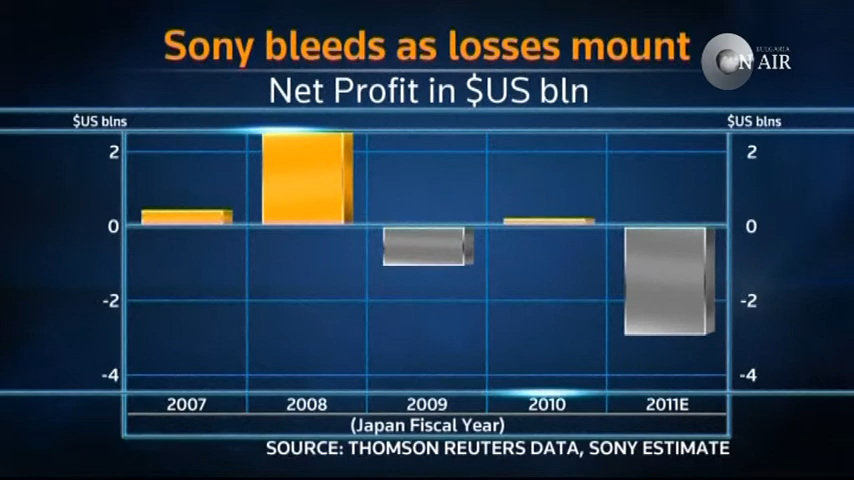 Sony bleeds as losses mount
BULGARIA
ON AIR
Net Profit in $US bln
$US blns $US blns
2 2
0 0
-2 -2
-4 -4
2007 2008 2009 2010 2011E
(Japan Fiscal Year)
SOURCE: THOMSON REUTERS DATA, SONY ESTIMATE